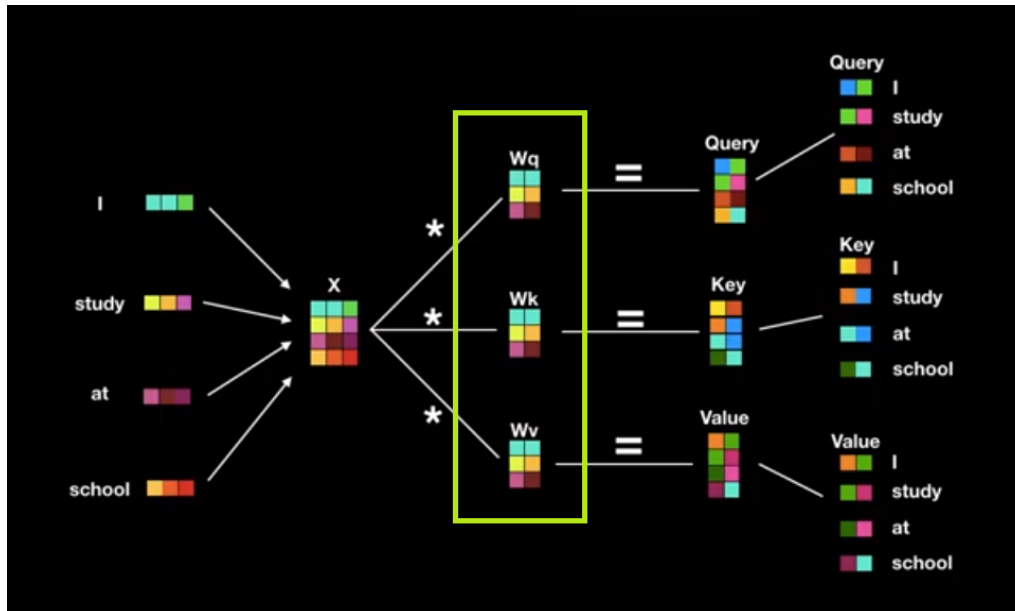 I
study
at
school
X
*
*
*
Wq
Wk
Wv
=
=
=
Query
Key
Value
Query
I
study
at
school
Key
I
study
at
school
Value
I
study
at
school